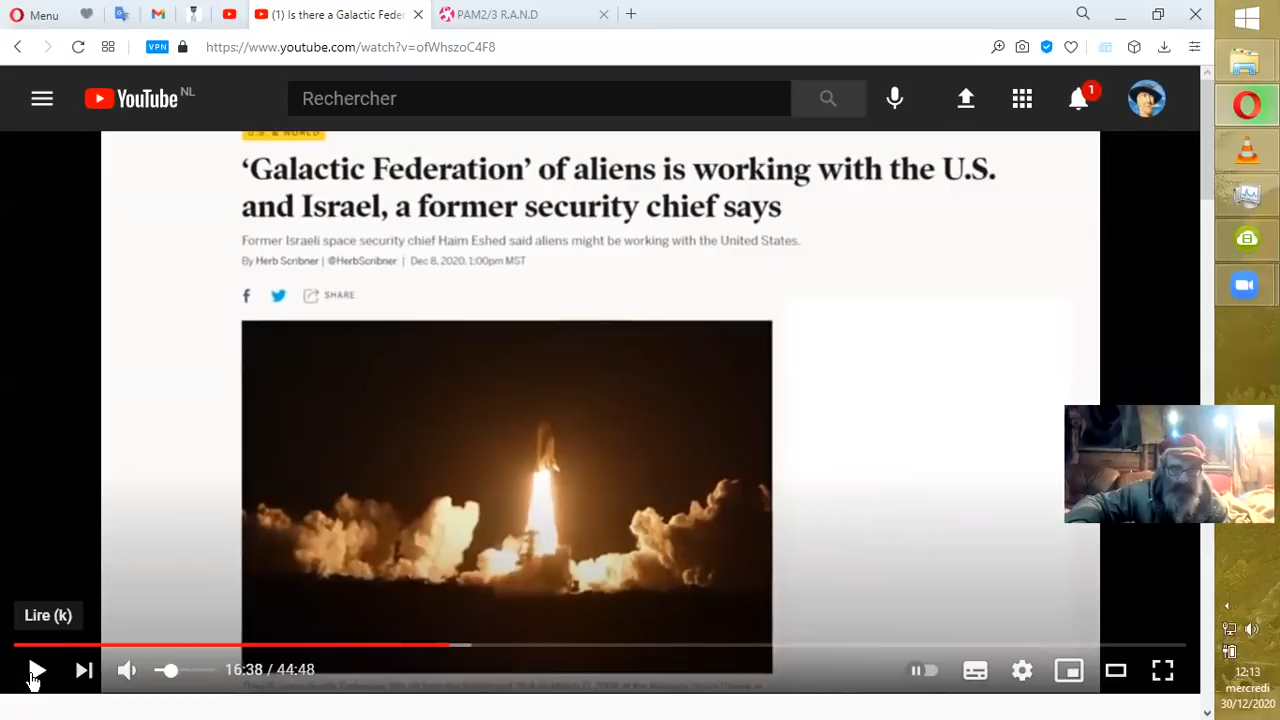 Menu
(1) Is there a Galactic Feder
PAM2/3 R.A.N.D
VPN
https://www.youtube.com/watch?v=ofWhszoC4F8
YouTube NL
Rechercher
1
U.S. & WORLD
‘Galactic Federation’ of aliens is working with the U.S.
and Israel, a former security chief says
Former Israeli space security chief Haim Eshed said aliens might be working with the United States.
By Herb Scribner | @HerbScribner | Dec 8, 2020, 1:00pm MST
SHARE
Lire (k)
16:38 / 44:48
12:13
mercredi
30/12/2020